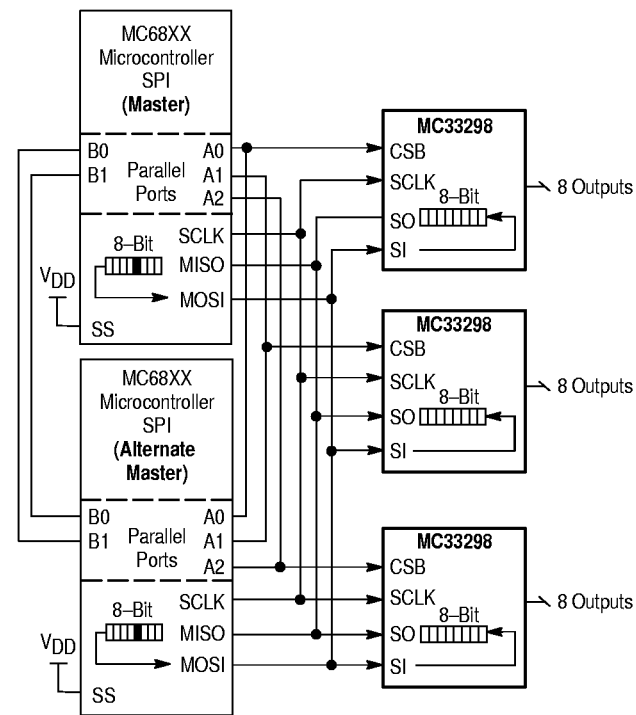 MC68XX
Microcontroller
SPI
(Master)
B0
B1
Parallel
Ports
A0
A1
A2
8–Bit
SCLK
MISO
MOSI
VDD
SS
MC68XX
Microcontroller
SPI
(Alternate
Master)
B0
B1
Parallel
Ports
A0
A1
A2
8–Bit
SCLK
MISO
MOSI
VDD
SS
MC33298
CSB
SCLK
8–Bit
SO
SI
8 Outputs
MC33298
CSB
SCLK
8–Bit
SO
SI
8 Outputs
MC33298
CSB
SCLK
8–Bit
SO
SI
8 Outputs